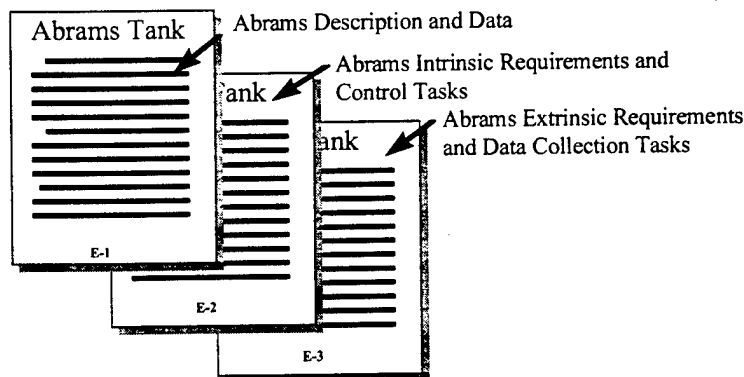 Abrams Tank
Abrams Description and Data
Abrams Intrinsic Requirements and
Control Tasks
Tank
Abrams Extrinsic Requirements
and Data Collection Tasks
ank
E-1
E-2
E-3